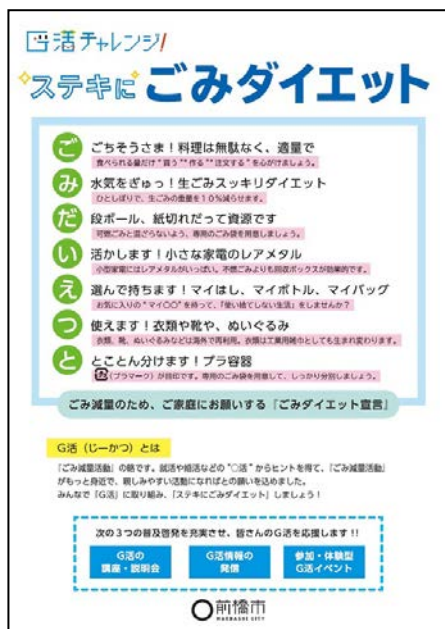 G活チャレンジ!
ステキに ごみダイエット
ご ごちそうさま!料理は無駄なく、適量で
食べられる量だけ“買う”“作る”“注文する”を心がけましょう。
み 水気をぎゅっ!生ごみスッキリダイエット
ひとしぼりで、生ごみの重量を10%減らせます。
だ 段ボール、紙切れだって資源です
可燃ごみと混ざらないよう、専用のごみ袋を用意しましょう。
い 活かします!小さな家電のレアメタル
小型家電にはレアメタルがいっぱい。不燃ごみよりも回収ボックスが効果的です。
え 選んで持ちます!マイはし、マイボトル、マイバッグ
お気に入りの“マイ〇〇”を持って、「使い捨てしない生活」をしませんか?
つ 使えます!衣類や靴や、ぬいぐるみ
衣類、靴、ぬいぐるみなどは海外で再利用。衣類は工業用雑巾としても生まれ変わります。
と とことん分けます!プラ容器
(プラマーク)が目印です。専用のごみ袋を用意して、しっかり分別しましょう。
ごみ減量のため、ご家庭にお願いする『ごみダイエット宣言』
G活(じーかつ)とは
『ごみ減量活動』の略です。就活や婚活などの“〇活”からヒントを得て、『ごみ減量活動』
がもっと身近で、親しみやすい活動になればとの願いを込めました。
みんなで『G活』に取り組み、『ステキにごみダイエット』しましょう!
次の3つの普及啓発を充実させ、皆さんのG活を応援します!!
G活の
講座・説明会
G活情報の
発信
参加・体験型
G活イベント
前橋市
MAEBASHI CITY